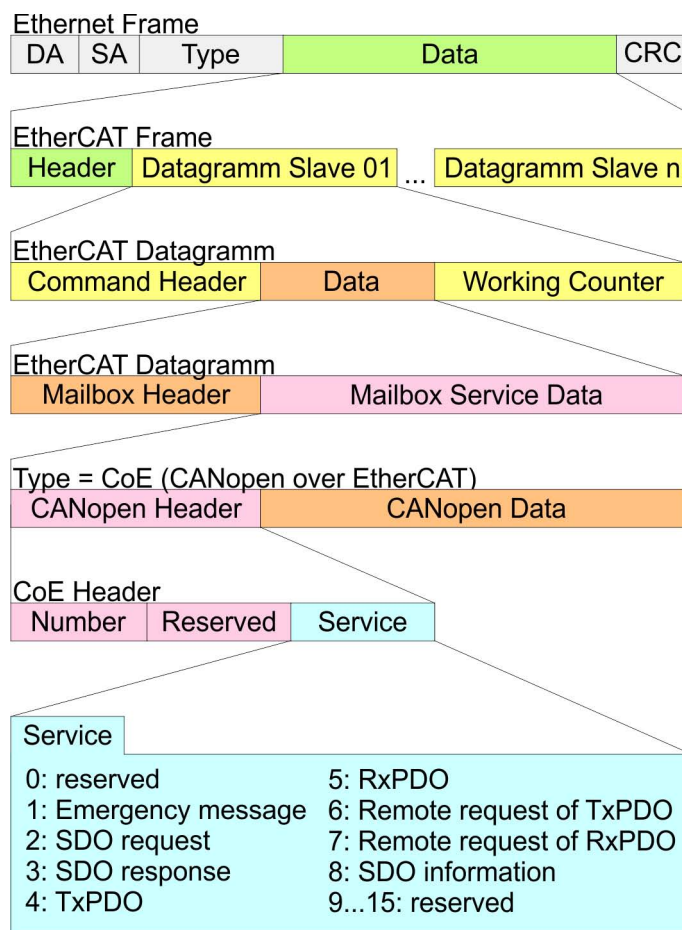 Ethernet Frame
DA SA Type Data CRC
EtherCAT Frame
Header Datagramm Slave 01 ... Datagramm Slave n
EtherCAT Datagramm
Command Header Data Working Counter
EtherCAT Datagramm
Mailbox Header Mailbox Service Data
Type = CoE (CANopen over EtherCAT)
CANopen Header CANopen Data
CoE Header
Number Reserved Service
Service
0: reserved
1: Emergency message
2: SDO request
3: SDO response
4: TxPDO
5: RxPDO
6: Remote request of TxPDO
7: Remote request of RxPDO
8: SDO information
9...15: reserved